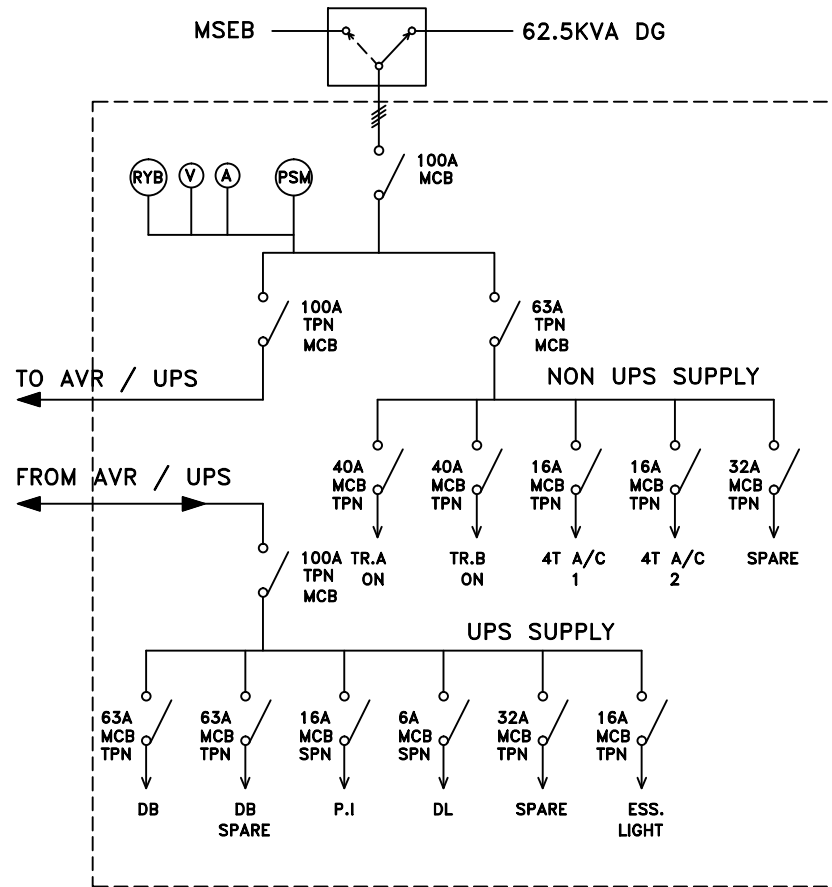 MSEB
62.5KVA DG
100A
MCB
RYB
V
A
PSM
100A
TPN
MCB
63A
TPN
MCB
TO AVR / UPS
NON UPS SUPPLY
40A
MCB
TPN
40A
MCB
TPN
16A
MCB
TPN
16A
MCB
TPN
32A
MCB
TPN
FROM AVR / UPS
TR.A
ON
TR.B
ON
4T A/C
1
4T A/C
2
SPARE
100A
TPN
MCB
UPS SUPPLY
63A
MCB
TPN
63A
MCB
TPN
16A
MCB
SPN
6A
MCB
SPN
32A
MCB
TPN
16A
MCB
TPN
DB
DB
SPARE
P.I
DL
SPARE
ESS.
LIGHT